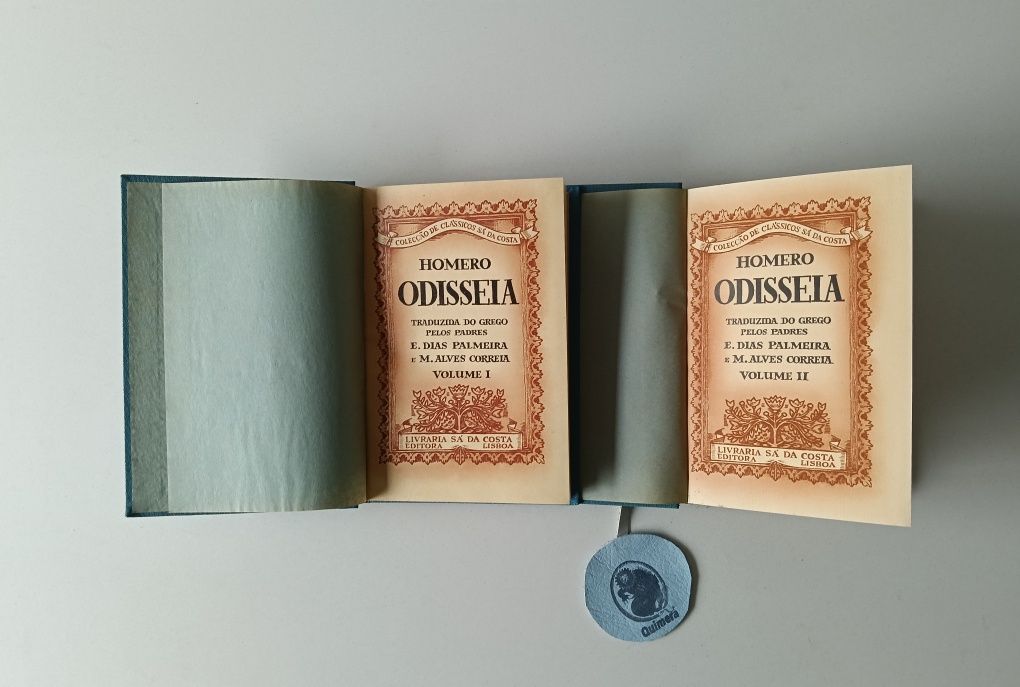 COLECÇÃO DE CLÁSSICOS SÁ DA COSTA
HOMERO
ODISSEIA
TRADUZIDA DO GREGO
PELOS PADRES
E. DIAS PALMEIRA
E M. ALVES CORREIA
VOLUME I
LIVRARIA SÁ DA COSTA
EDITORA LISBOA
COLECÇÃO DE CLÁSSICOS SÁ DA COSTA
HOMERO
ODISSEIA
TRADUZIDA DO GREGO
PELOS PADRES
E. DIAS PALMEIRA
E M. ALVES CORREIA
VOLUME II
LIVRARIA SÁ DA COSTA
EDITORA LISBOA
Quimera